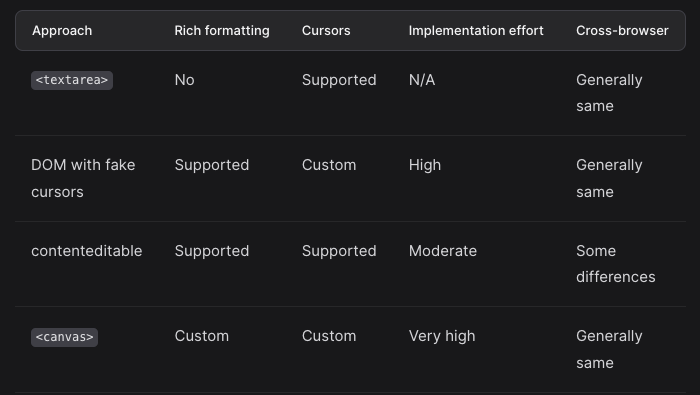 Approach Rich formatting Cursors Implementation effort Cross-browser
<textarea> No Supported N/A Generally
same
DOM with fake Supported Custom High Generally
cursors same
contenteditable Supported Supported Moderate Some
differences
<canvas> Custom Custom Very high Generally
same